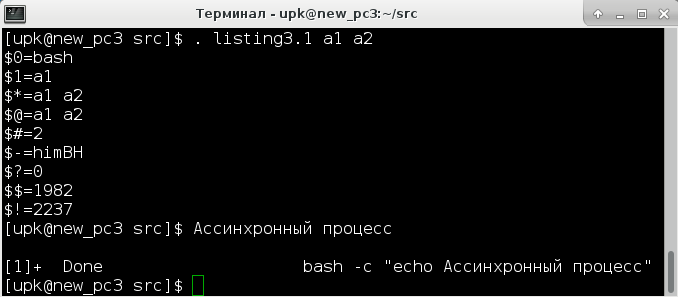 Терминал - upk@new_pc3:~/src
[upk@new_pc3 src]$ . listing3.1 a1 a2
$0=bash
$1=a1
$*=a1 a2
$@=a1 a2
$#=2
$-=himBH
$?=0
$$=1982
$!=2237
[upk@new_pc3 src]$ Ассинхронный процесс
[1]+  Done                    bash -c "echo Ассинхронный процесс"
[upk@new_pc3 src]$